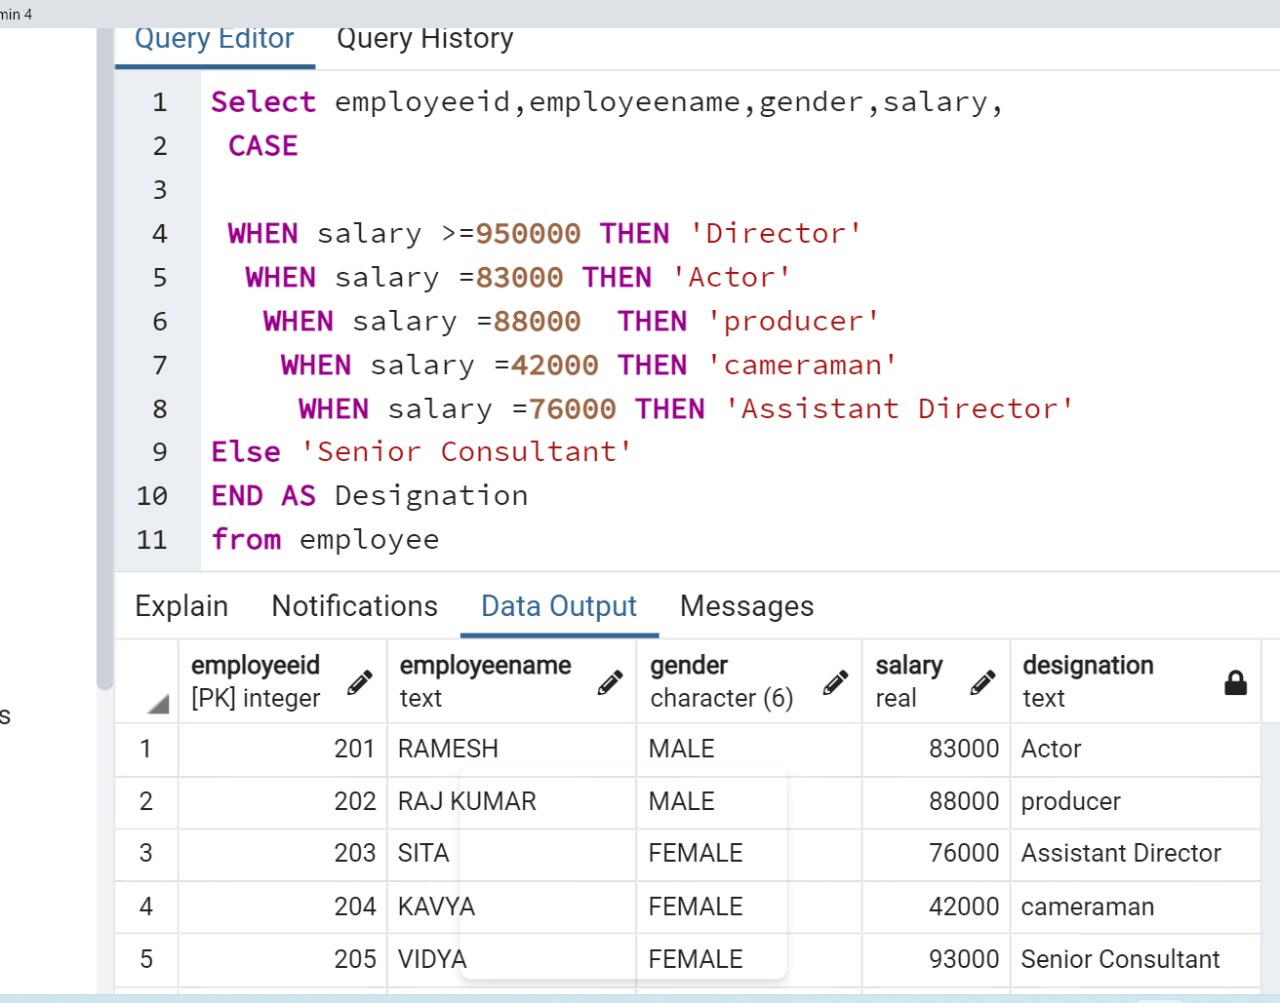 min 4
Query Editor Query History
1 Select employeeid,employeename,gender,salary,
2 CASE
3
4 WHEN salary >=950000 THEN 'Director'
5 WHEN salary =83000 THEN 'Actor'
6 WHEN salary =88000 THEN 'producer'
7 WHEN salary =42000 THEN 'cameraman'
8 WHEN salary =76000 THEN 'Assistant Director'
9 Else 'Senior Consultant'
10 END AS Designation
11 from employee
Explain Notifications Data Output Messages
employeeid employeename gender salary designation
[PK] integer text character (6) real text
s
1 201 RAMESH MALE 83000 Actor
2 202 RAJ KUMAR MALE 88000 producer
3 203 SITA FEMALE 76000 Assistant Director
4 204 KAVYA FEMALE 42000 cameraman
5 205 VIDYA FEMALE 93000 Senior Consultant